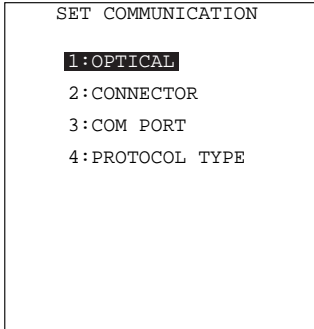 SET COMMUNICATION
1:OPTICAL
2:CONNECTOR
3:COM PORT
4:PROTOCOL TYPE